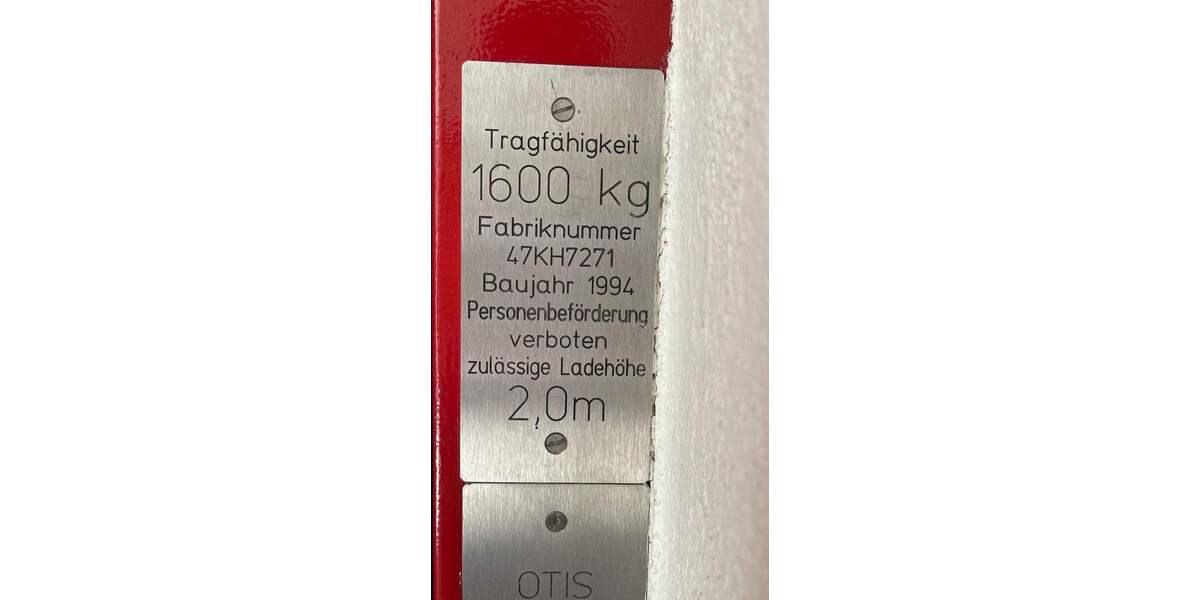 Tragfähigkeit
1600 kg
Fabriknummer
47KH7271
Baujahr 1994
Personenbeförderung
verboten
zulässige Ladehöhe
2,0m
OTIS